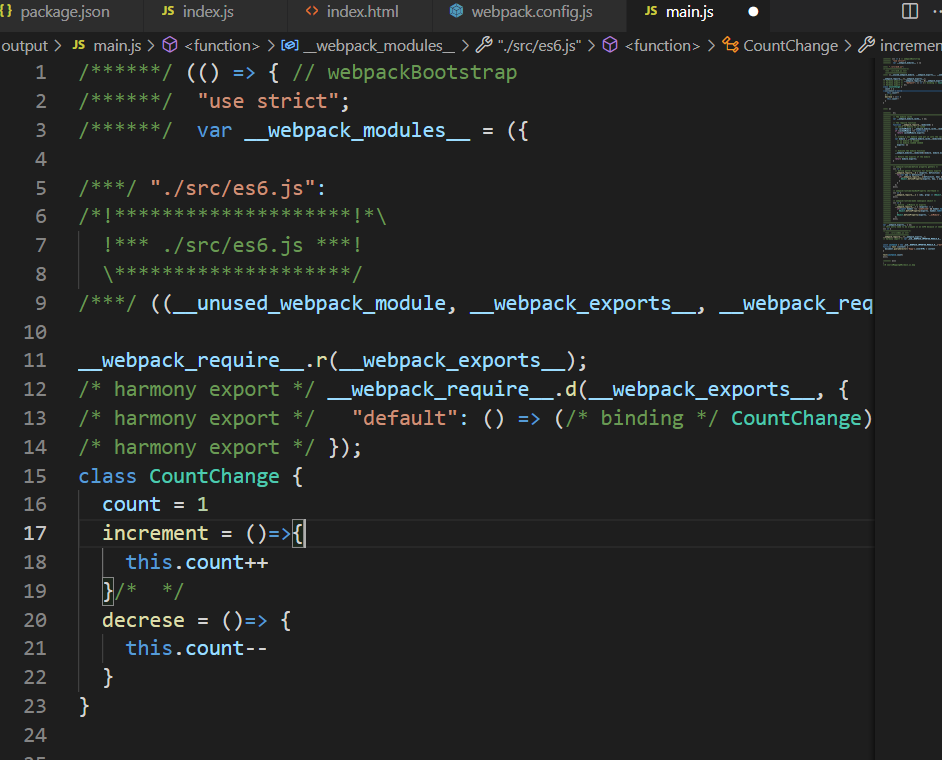 package.json JS index.js <> index.html webpack.config.js JS main.js
output > JS main.js > <function> > __webpack_modules__ > "./src/es6.js" > <function> > CountChange > incremen
1 /******/ (() => { // webpackBootstrap
2 /******/ "use strict";
3 /******/ var __webpack_modules__ = ({
4
5 /***/ "./src/es6.js":
6 /*!********************!*\
7   !*** ./src/es6.js ***!
8   \********************/
9 /***/ ((__unused_webpack_module, __webpack_exports__, __webpack_req
10
11 __webpack_require__.r(__webpack_exports__);
12 /* harmony export */ __webpack_require__.d(__webpack_exports__, {
13 /* harmony export */   "default": () => (/* binding */ CountChange)
14 /* harmony export */ });
15 class CountChange {
16   count = 1
17   increment = ()=>{
18     this.count++
19   }/*  */
20   decrese = ()=> {
21     this.count--
22   }
23 }
24